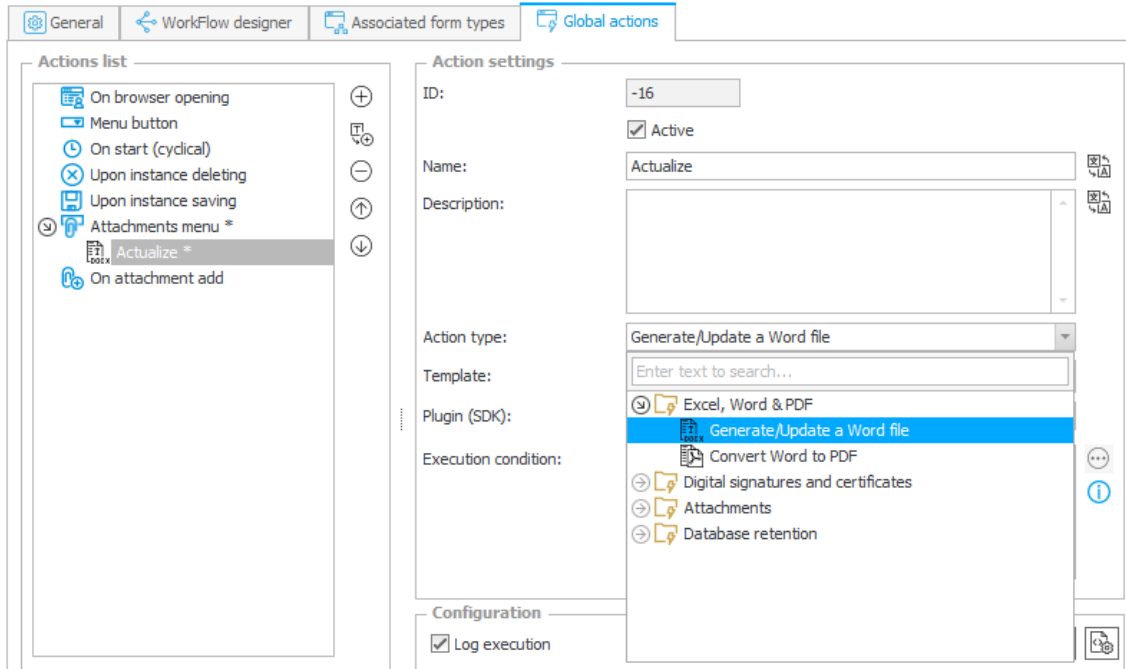 General
WorkFlow designer
Associated form types
Global actions
Actions list
On browser opening
Menu button
On start (cyclical)
Upon instance deleting
Upon instance saving
Attachments menu *
Actualize *
On attachment add
Action settings
ID:
-16
Active
Name:
Actualize
Description:
Action type:
Generate/Update a Word file
Enter text to search...
Template:
Excel, Word & PDF
Plugin (SDK):
Generate/Update a Word file
Convert Word to PDF
Execution condition:
Digital signatures and certificates
Attachments
Database retention
Configuration
Log execution